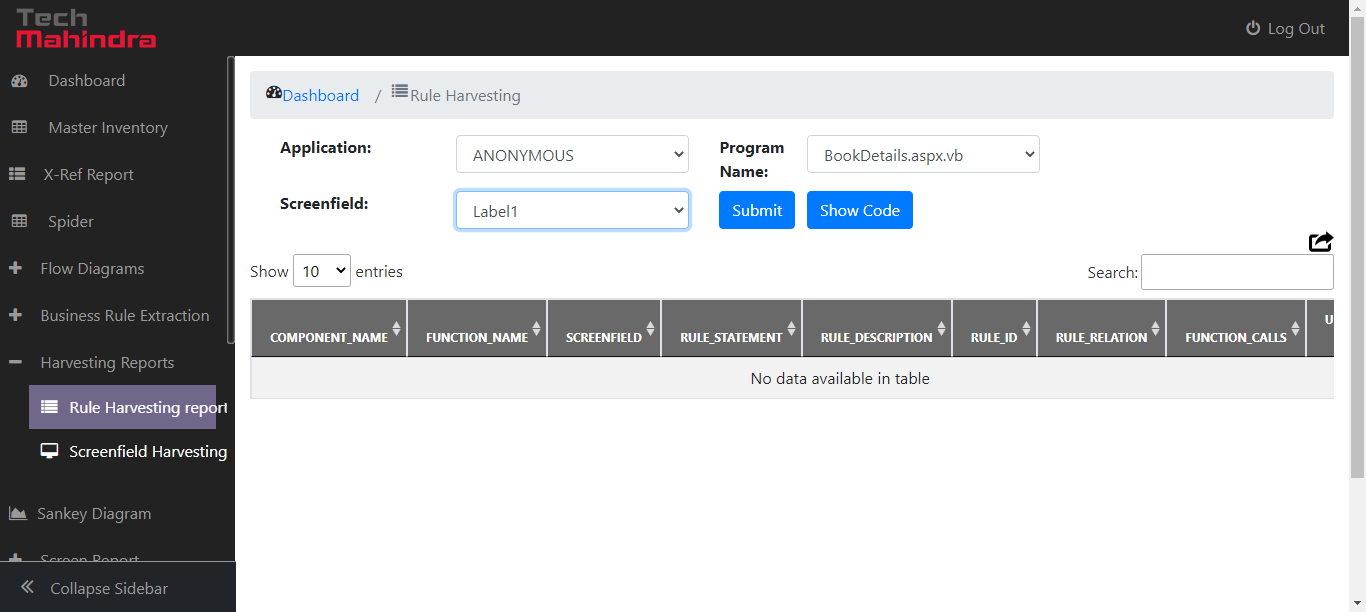 Tech
Mahindra
Log Out
Dashboard
Master Inventory
X-Ref Report
Spider
Flow Diagrams
Business Rule Extraction
Harvesting Reports
Rule Harvesting report
Screenfield Harvesting
Sankey Diagram
Screen Report
Collapse Sidebar
Dashboard / Rule Harvesting
Application: ANONYMOUS Program Name: BookDetails.aspx.vb
Screenfield: Label1 Submit Show Code
Show 10 entries Search:
COMPONENT_NAME FUNCTION_NAME SCREENFIELD RULE_STATEMENT RULE_DESCRIPTION RULE_ID RULE_RELATION FUNCTION_CALLS U
No data available in table